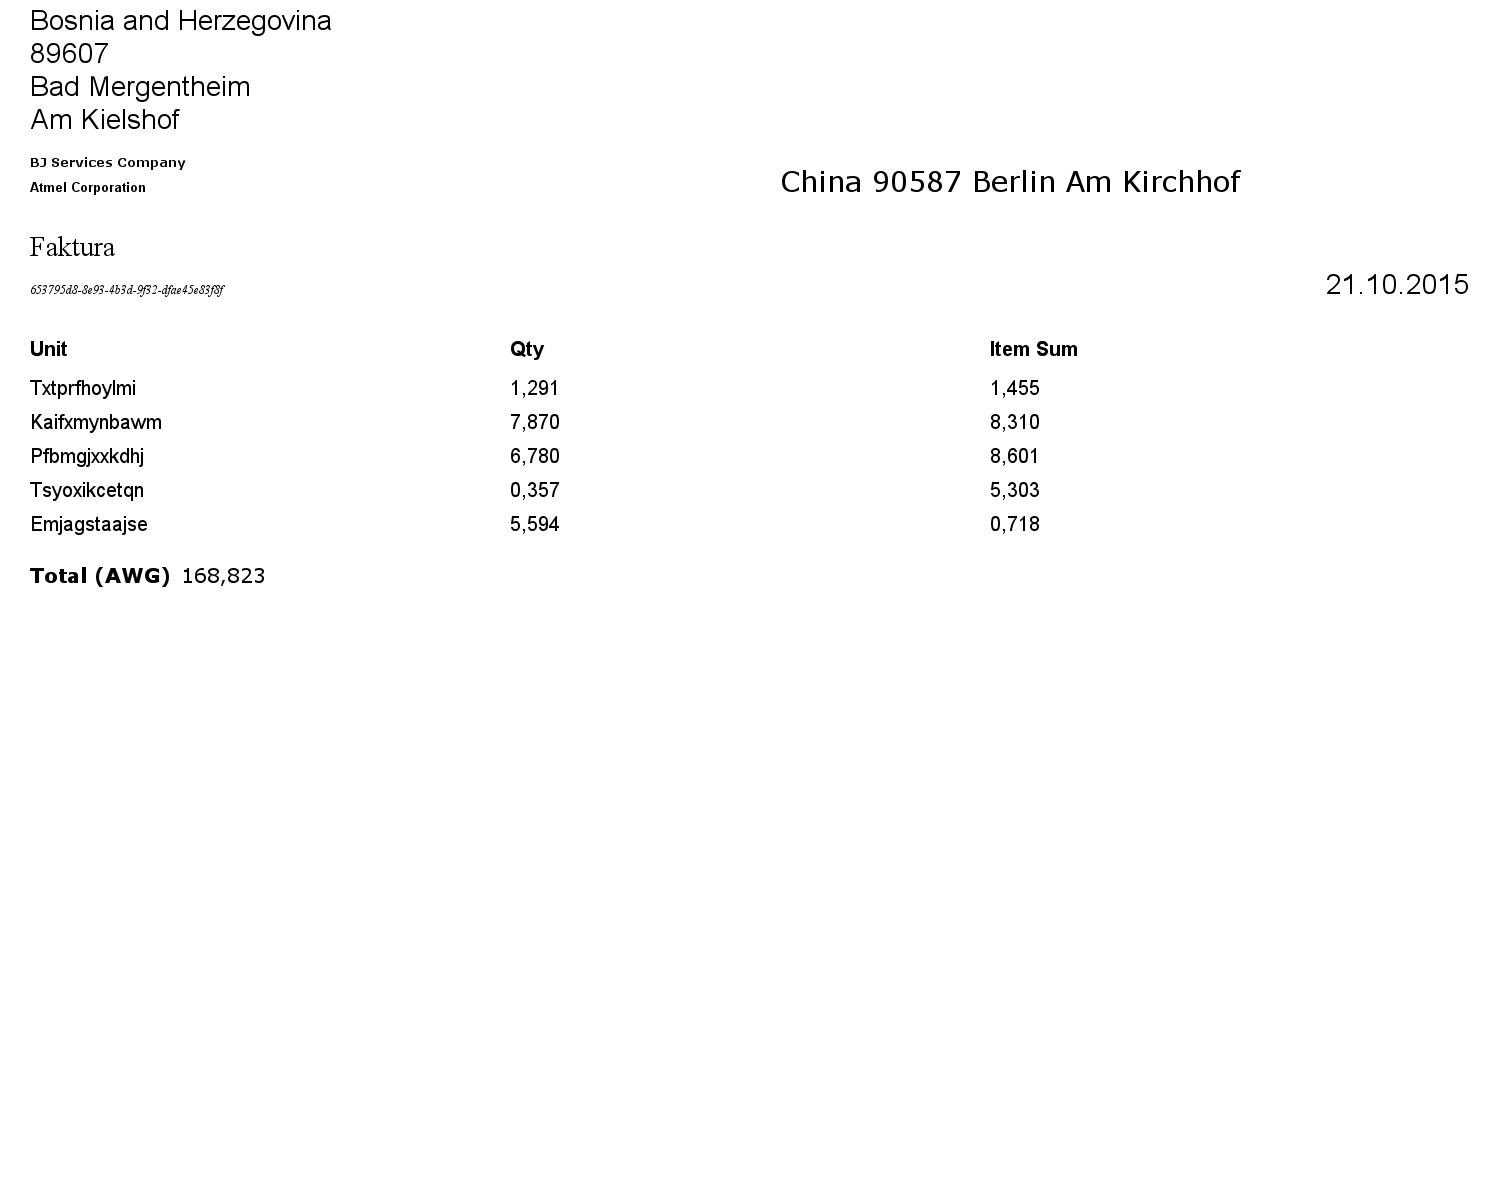 Bosnia and Herzegovina
89607
Bad Mergentheim
Am Kielshof
BJ Services Company
Atmel Corporation
China 90587 Berlin Am Kirchhof
Faktura
653795d8-8e93-4b3d-9f32-dfae45e83f8f
21.10.2015
Unit Qty Item Sum
Txtprfhoylmi 1,291 1,455
Kaifxmynbawm 7,870 8,310
Pfbmgjxxkdhj 6,780 8,601
Tsyoxikcetqn 0,357 5,303
Emjagstaajse 5,594 0,718
Total (AWG) 168,823